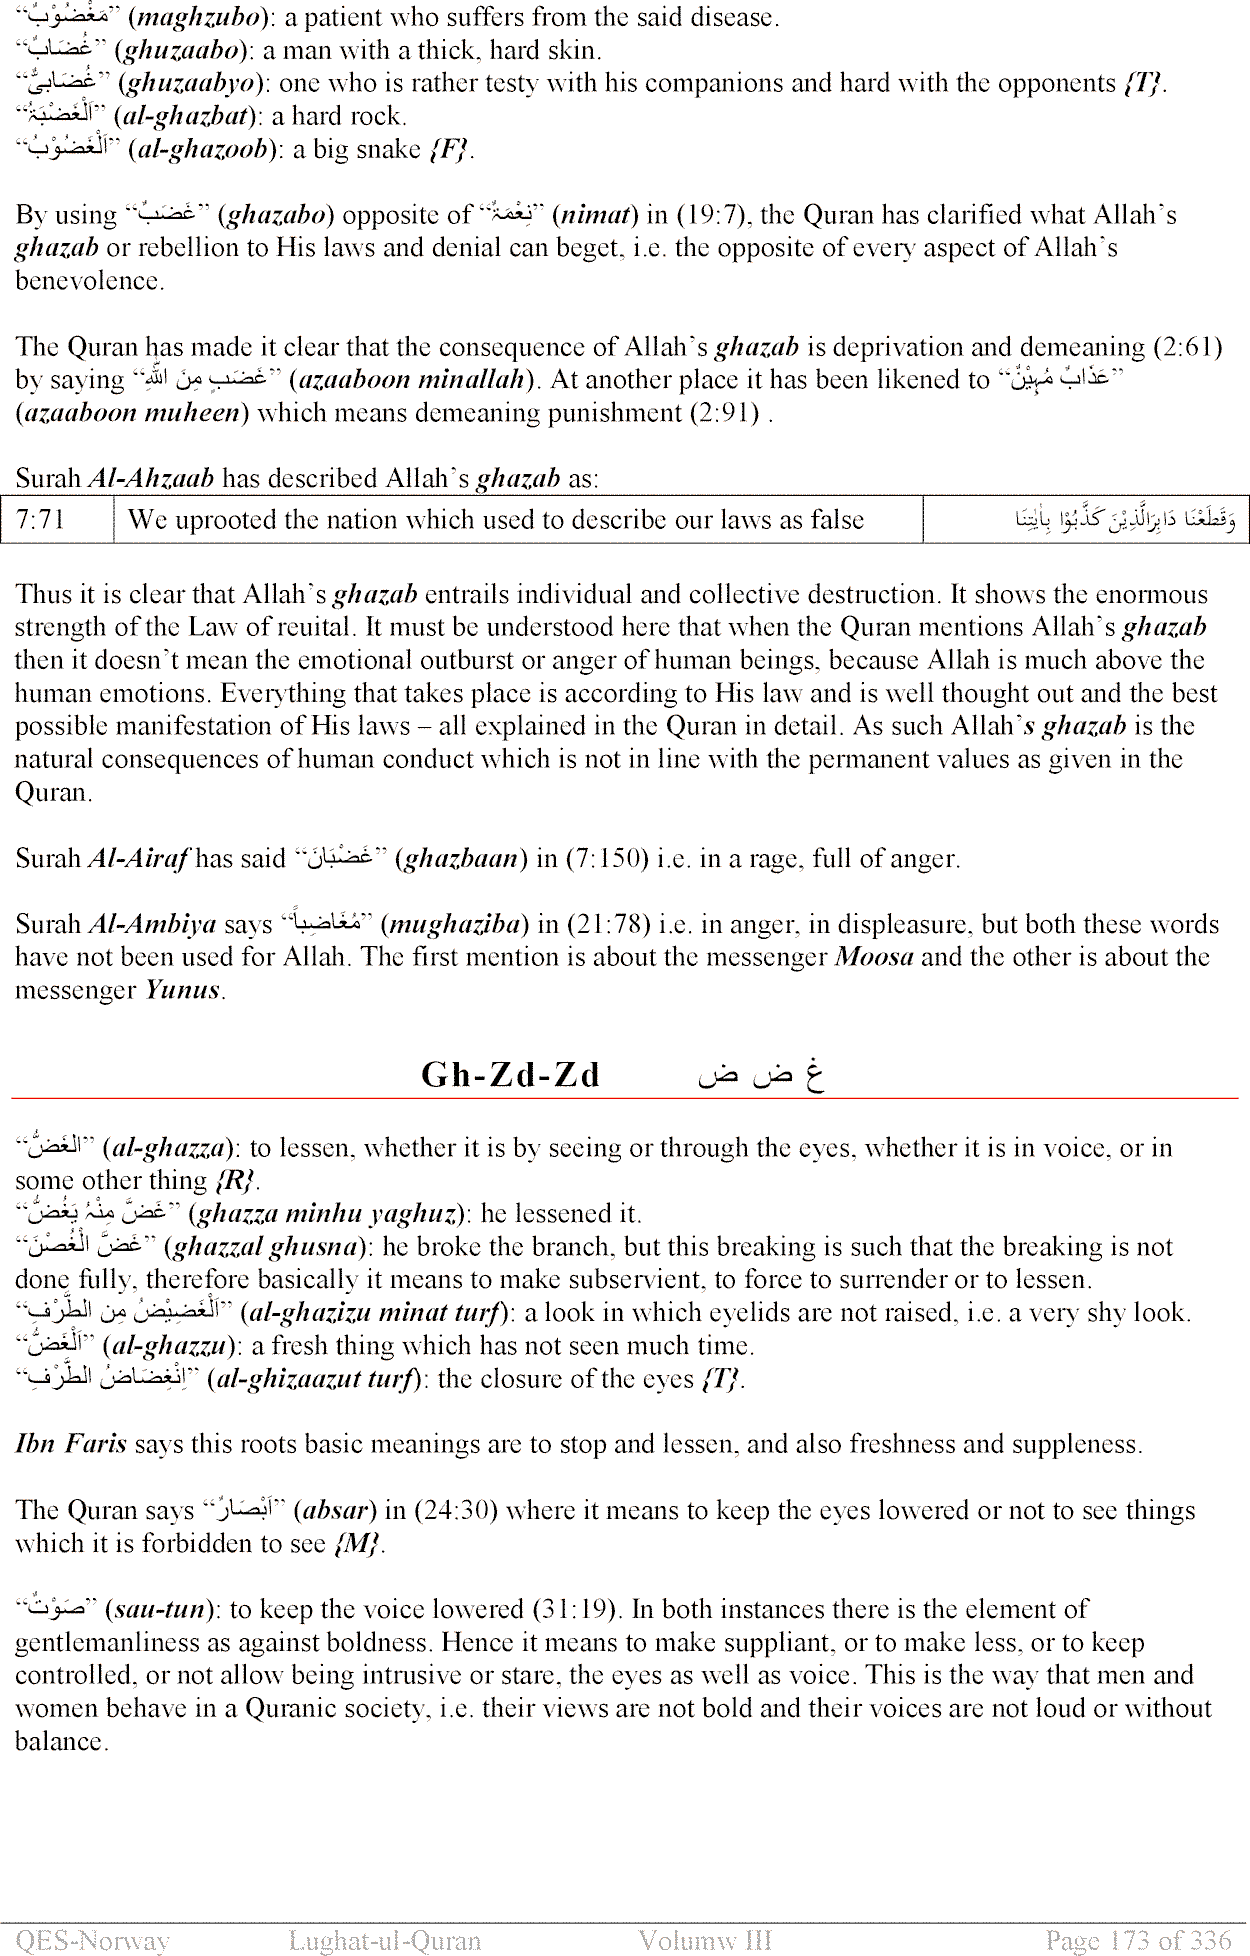 “مَغْضُوْبٌ” (maghzubo): a patient who suffers from the said disease.
“غُضَابٌ” (ghuzaabo): a man with a thick, hard skin.
“غُضَابِیٌّ” (ghuzaabyo): one who is rather testy with his companions and hard with the opponents {T}.
“اَلْغَضْبَۃُ” (al-ghazbat): a hard rock.
“اَلْغَضُوْبُ” (al-ghazoob): a big snake {F}.
By using “غَضَبٌ” (ghazabo) opposite of “نِعْمَۃٌ” (nimat) in (19:7), the Quran has clarified what Allah’s
ghazab or rebellion to His laws and denial can beget, i.e. the opposite of every aspect of Allah’s
benevolence.
The Quran has made it clear that the consequence of Allah’s ghazab is deprivation and demeaning (2:61)
by saying “غَضَبٍ مِنَ اللّٰہِ” (azaaboon minallah). At another place it has been likened to “عَذَابٌ مُہِیْنٌ”
(azaaboon muheen) which means demeaning punishment (2:91) .
Surah Al-Ahzaab has described Allah’s ghazab as:
7:71 We uprooted the nation which used to describe our laws as false وَقَطَعْنَا دَابِرَالَّذِیْنَ کَذَّبُوْا بِاٰیٰتِنَا
Thus it is clear that Allah’s ghazab entrails individual and collective destruction. It shows the enormous
strength of the Law of reuital. It must be understood here that when the Quran mentions Allah’s ghazab
then it doesn’t mean the emotional outburst or anger of human beings, because Allah is much above the
human emotions. Everything that takes place is according to His law and is well thought out and the best
possible manifestation of His laws – all explained in the Quran in detail. As such Allah’s ghazab is the
natural consequences of human conduct which is not in line with the permanent values as given in the
Quran.
Surah Al-Airaf has said “غَضْبَانَ” (ghazbaan) in (7:150) i.e. in a rage, full of anger.
Surah Al-Ambiya says “مُغَاضِباً” (mughaziba) in (21:78) i.e. in anger, in displeasure, but both these words
have not been used for Allah. The first mention is about the messenger Moosa and the other is about the
messenger Yunus.
Gh-Zd-Zd غ ض ض
“الغَضُّ” (al-ghazza): to lessen, whether it is by seeing or through the eyes, whether it is in voice, or in
some other thing {R}.
“غَضَّ مِنْہُ یَغُضُّ” (ghazza minhu yaghuz): he lessened it.
“غَضَّ الْغُصْنَ” (ghazzal ghusna): he broke the branch, but this breaking is such that the breaking is not
done fully, therefore basically it means to make subservient, to force to surrender or to lessen.
“اَلْغَضِیْضُ مِن الطَّرْفِ” (al-ghazizu minat turf): a look in which eyelids are not raised, i.e. a very shy look.
“اَلْغَضُّ” (al-ghazzu): a fresh thing which has not seen much time.
“اِنْغِضَاضُ الطَّرْفِ” (al-ghizaazut turf): the closure of the eyes {T}.
Ibn Faris says this roots basic meanings are to stop and lessen, and also freshness and suppleness.
The Quran says “اَبْصَارٌ” (absar) in (24:30) where it means to keep the eyes lowered or not to see things
which it is forbidden to see {M}.
“صَوْتٌ” (sau-tun): to keep the voice lowered (31:19). In both instances there is the element of
gentlemanliness as against boldness. Hence it means to make suppliant, or to make less, or to keep
controlled, or not allow being intrusive or stare, the eyes as well as voice. This is the way that men and
women behave in a Quranic society, i.e. their views are not bold and their voices are not loud or without
balance.
QES-Norway Lughat-ul-Quran Volumw III Page 173 of 336